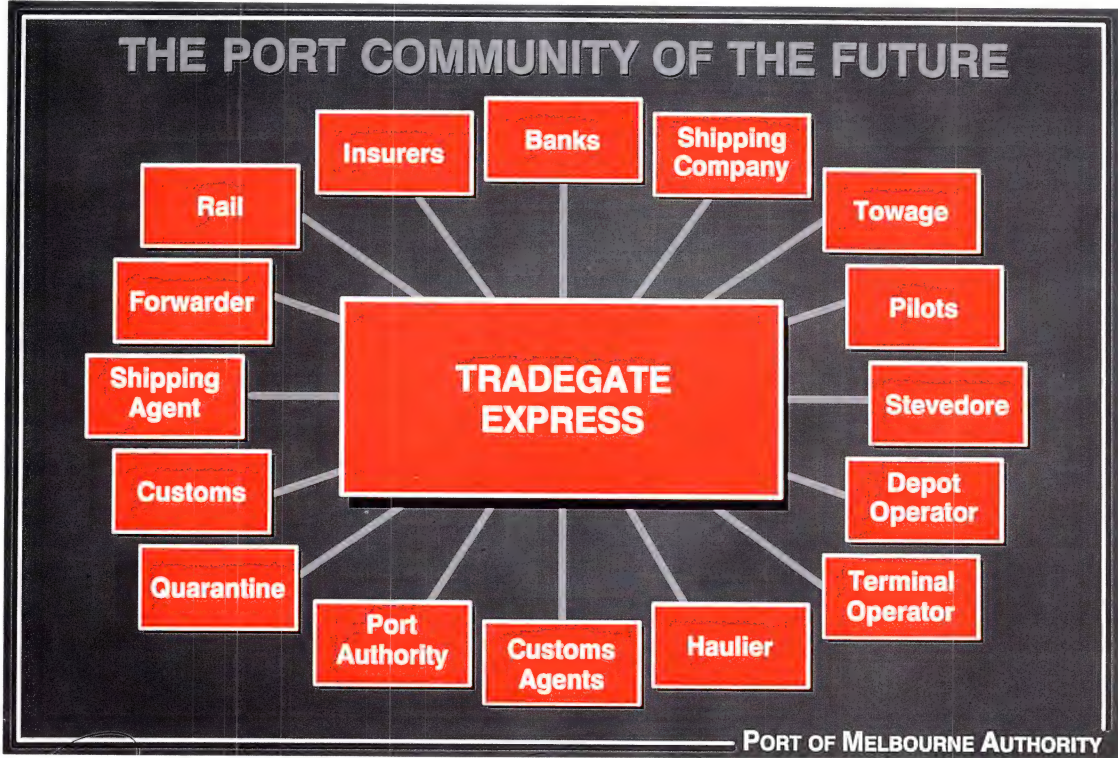 THE PORT COMMUNITY OF THE FUTURE
Banks
Insurers
Shipping
Company
Rail
Towage
Forwarder
Pilots
TRADEGATE
EXPRESS
Shipping
Agent
Stevedore
Customs
Depot
Operator
Quarantine
Terminal
Operator
Port
Authority
Customs
Agents
Haulier
PORT OF MELBOURNE AUTHORITY